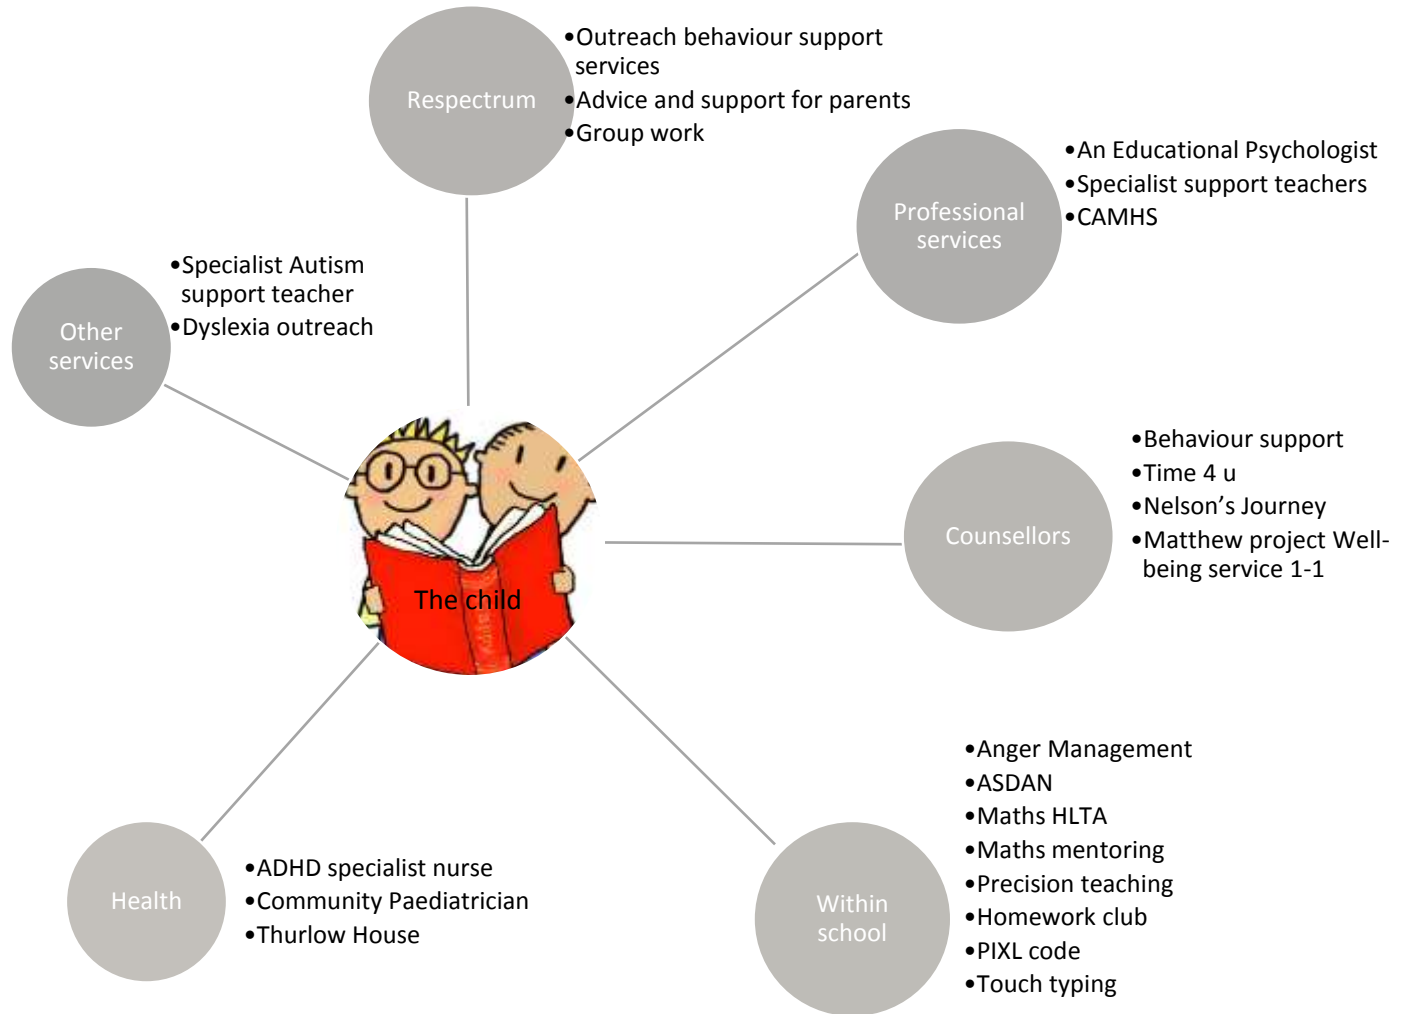 Respectrum
•Outreach behaviour support
services
•Advice and support for parents
•Group work
Professional
services
•An Educational Psychologist
•Specialist support teachers
•CAMHS
Other
services
•Specialist Autism
support teacher
•Dyslexia outreach
The child
Counsellors
•Behaviour support
•Time 4 u
•Nelson’s Journey
•Matthew project Well-
being service 1-1
Health
•ADHD specialist nurse
•Community Paediatrician
•Thurlow House
Within
school
•Anger Management
•ASDAN
•Maths HLTA
•Maths mentoring
•Precision teaching
•Homework club
•PIXL code
•Touch typing